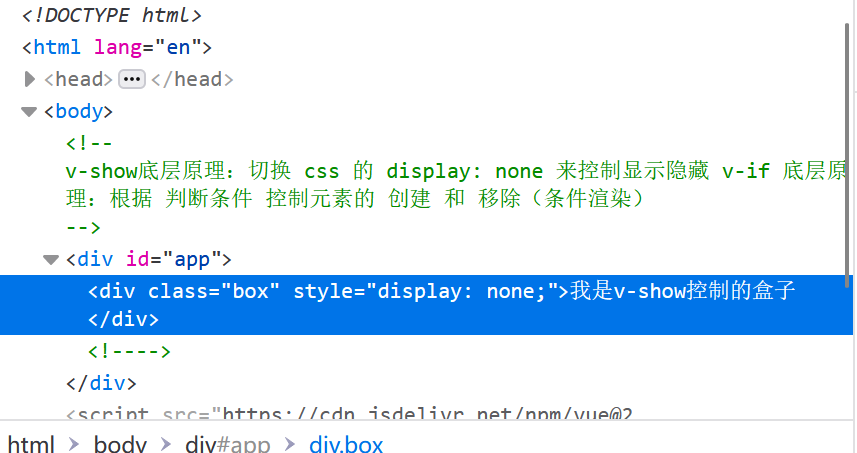 <!DOCTYPE html>
<html lang="en">
<head> ••• </head>
<body>
<!--
v-show底层原理：切换 css 的 display: none 来控制显示隐藏 v-if 底层原
理：根据 判断条件 控制元素的 创建 和 移除（条件渲染）
-->
<div id="app">
<div class="box" style="display: none;">我是v-show控制的盒子
</div>
<!---->
</div>
<script src="https://cdn.jsdelivr.net/npm/vue@2
html > body > div#app > div.box